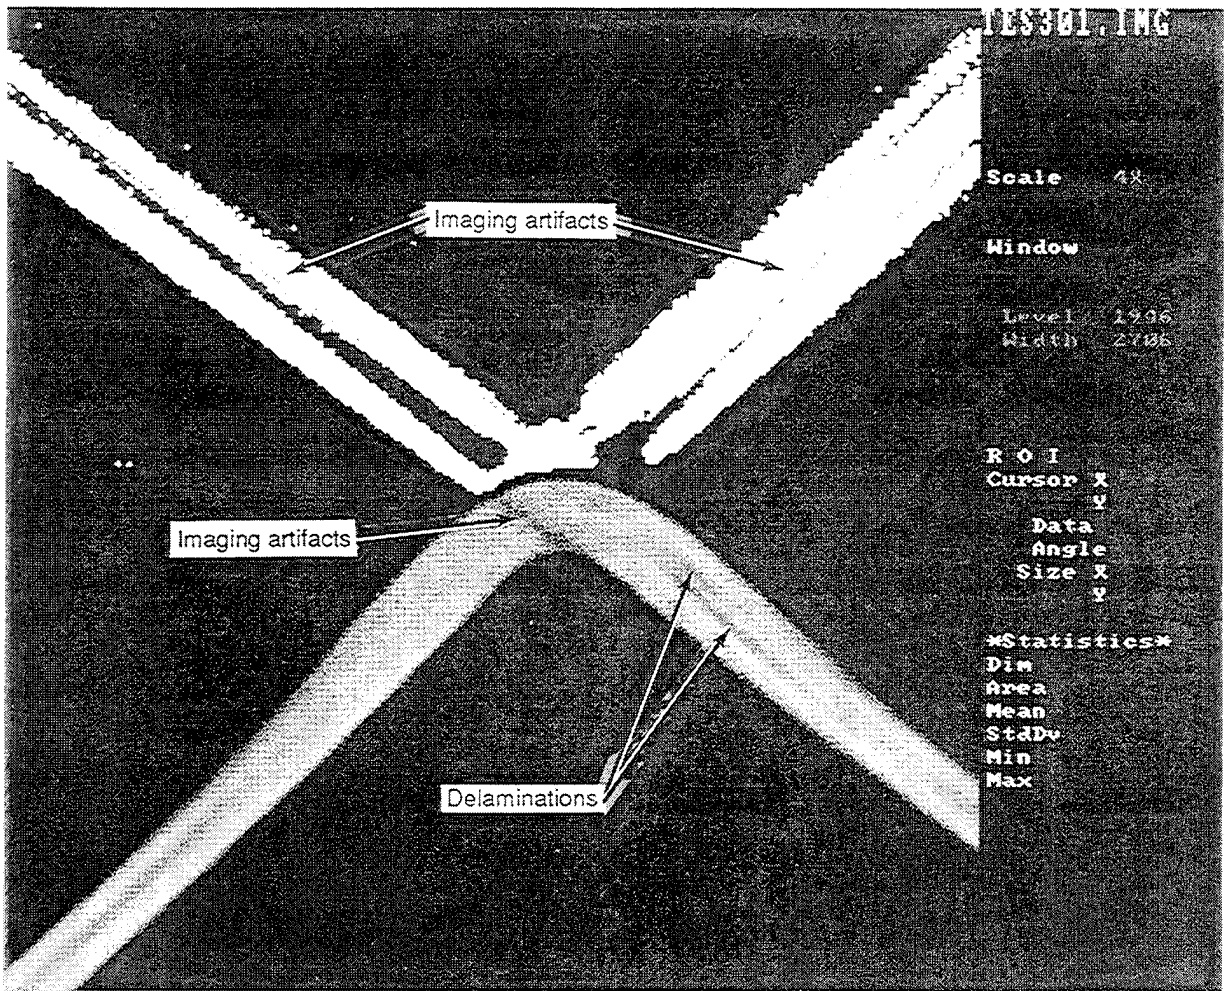 TES301.IMG
Scale 4X
Imaging artifacts
Window
Level 1996
Width 2706
R O I
Cursor X
Y
Imaging artifacts
Data
Angle
Size X
Y
*Statistics*
Dim
Area
Mean
StdDv
Min
Max
Delaminations